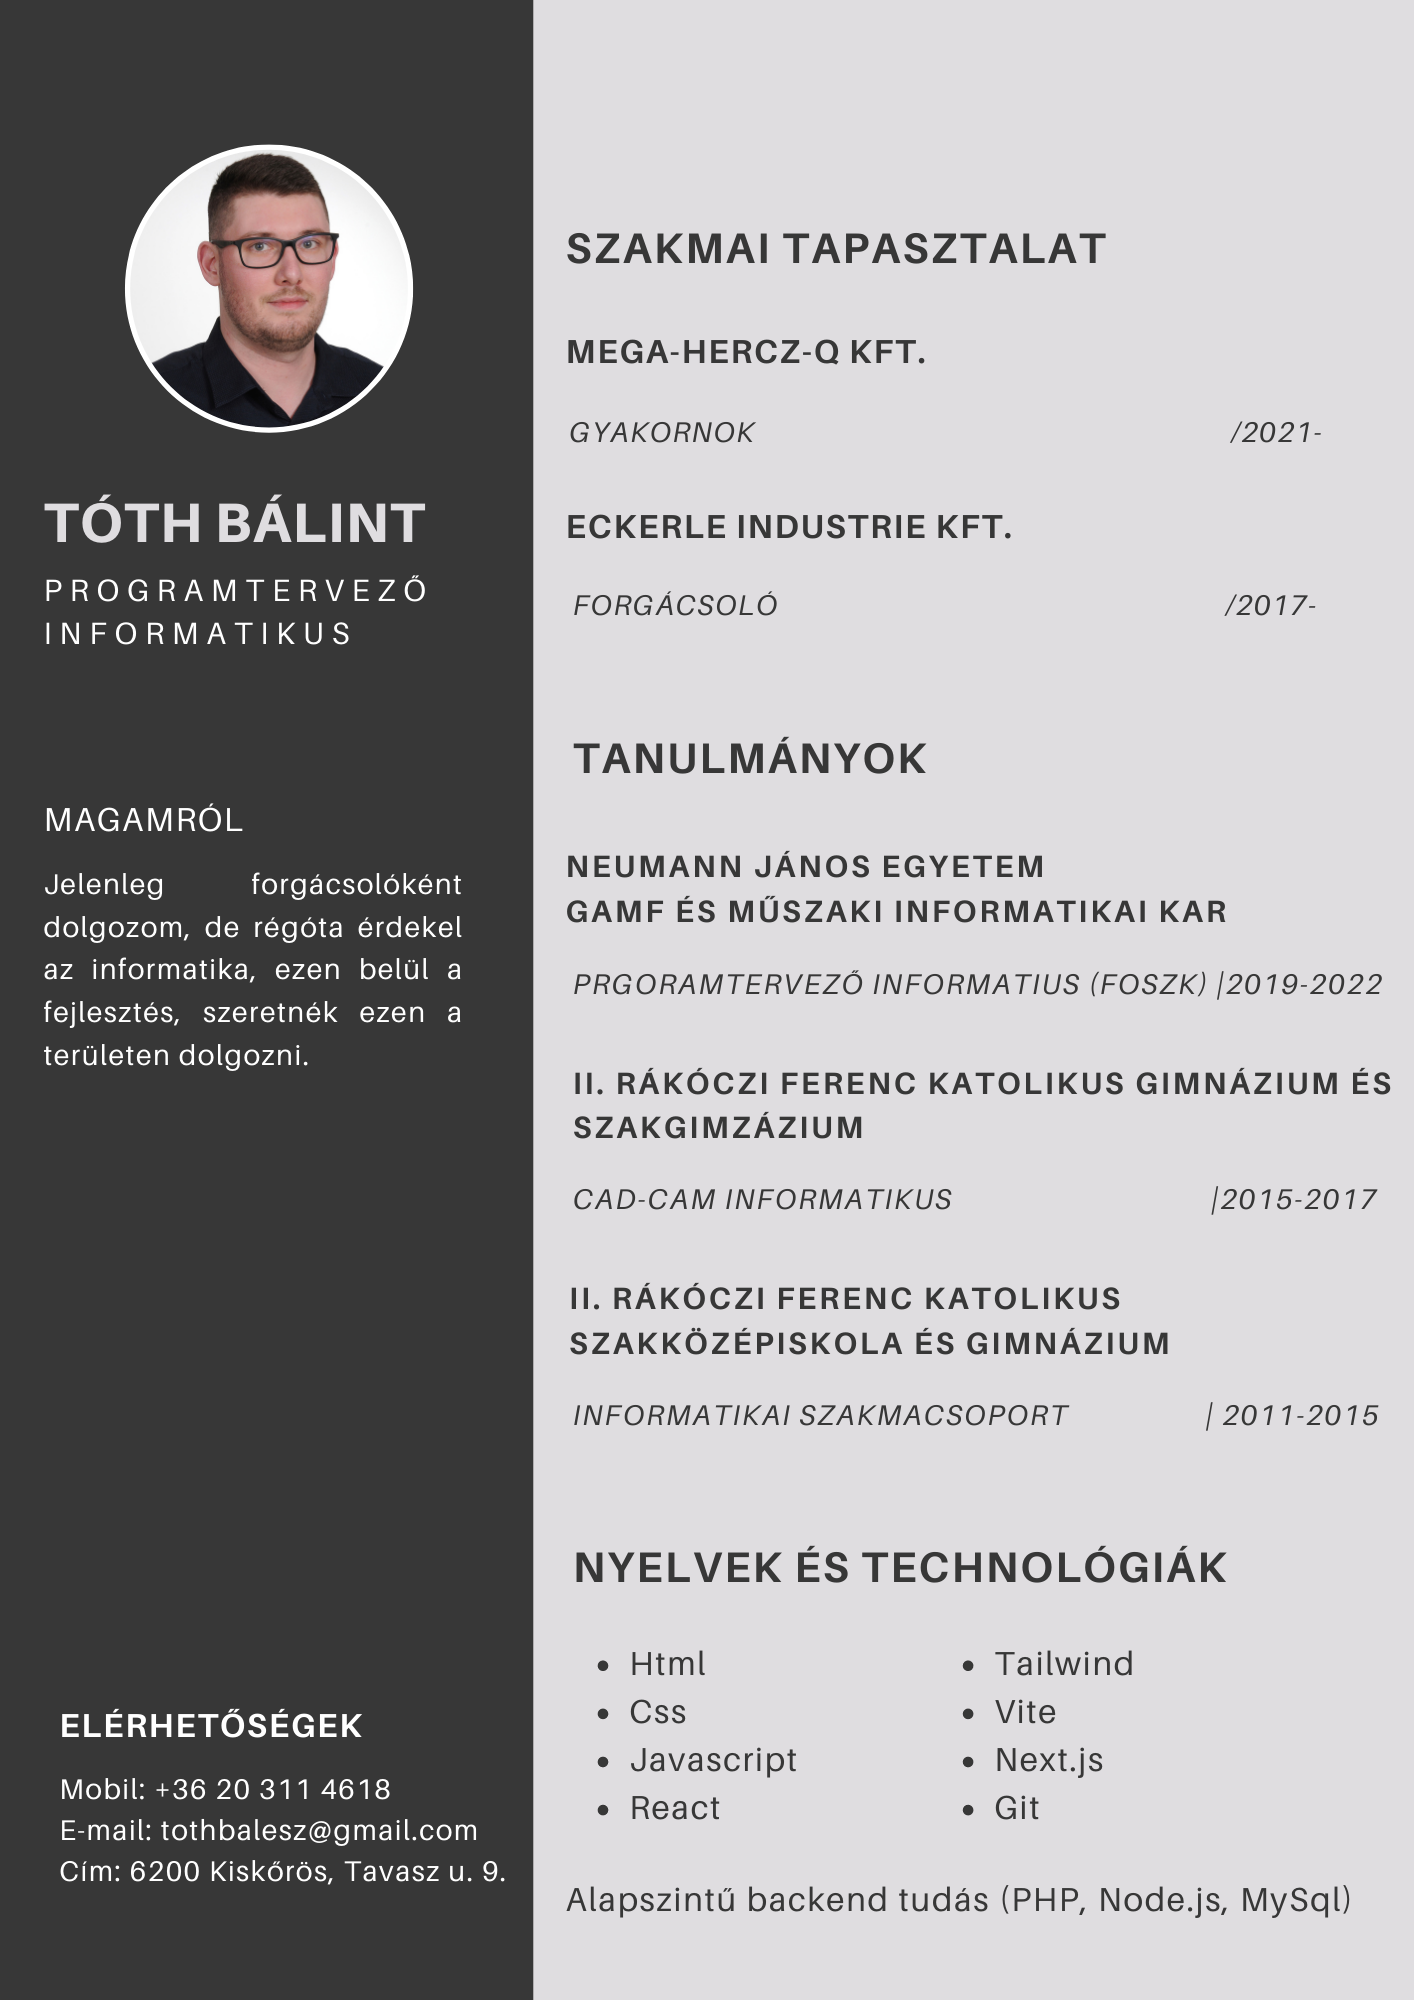 TÓTH BÁLINT
PROGRAMTERVEZŐ
INFORMATIKUS
MAGAMRÓL
Jelenleg forgácsolóként
dolgozom, de régóta érdekel
az informatika, ezen belül a
fejlesztés, szeretnék ezen a
területen dolgozni.
ELÉRHETŐSÉGEK
Mobil: +36 20 311 4618
E-mail: tothbalesz@gmail.com
Cím: 6200 Kiskőrös, Tavasz u. 9.
SZAKMAI TAPASZTALAT
MEGA-HERCZ-Q KFT.
GYAKORNOK /2021-
ECKERLE INDUSTRIE KFT.
FORGÁCSOLÓ /2017-
TANULMÁNYOK
NEUMANN JÁNOS EGYETEM
GAMF ÉS MŰSZAKI INFORMATIKAI KAR
PRGORAMTERVEZŐ INFORMATIUS (FOSZK) |2019-2022
II. RÁKÓCZI FERENC KATOLIKUS GIMNÁZIUM ÉS
SZAKGIMZÁZIUM
CAD-CAM INFORMATIKUS |2015-2017
II. RÁKÓCZI FERENC KATOLIKUS
SZAKKÖZÉPISKOLA ÉS GIMNÁZIUM
INFORMATIKAI SZAKMACSOPORT | 2011-2015
NYELVEK ÉS TECHNOLÓGIÁK
• Html
• Css
• Javascript
• React
• Tailwind
• Vite
• Next.js
• Git
Alapszintű backend tudás (PHP, Node.js, MySql)